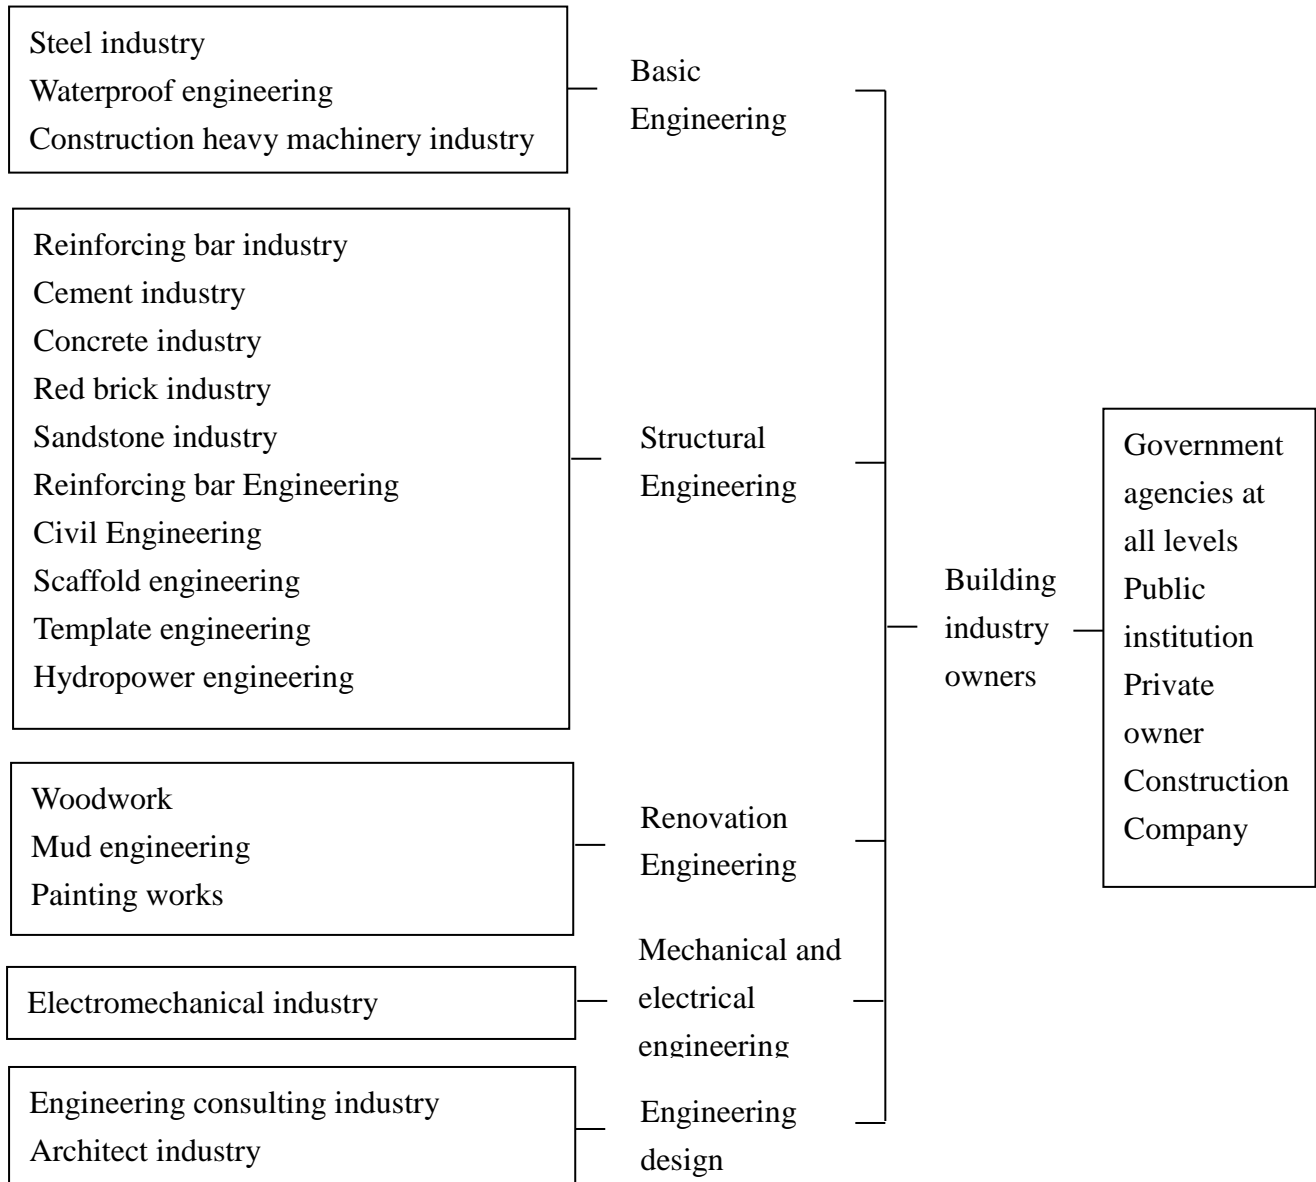 Steel industry
Waterproof engineering
Construction heavy machinery industry
Basic
Engineering
Reinforcing bar industry
Cement industry
Concrete industry
Red brick industry
Sandstone industry
Reinforcing bar Engineering
Civil Engineering
Scaffold engineering
Template engineering
Hydropower engineering
Structural
Engineering
Woodwork
Mud engineering
Painting works
Renovation
Engineering
Electromechanical industry
Mechanical and
electrical
engineering
Engineering consulting industry
Architect industry
Engineering
design
Building
industry
owners
Government
agencies at
all levels
Public
institution
Private
owner
Construction
Company